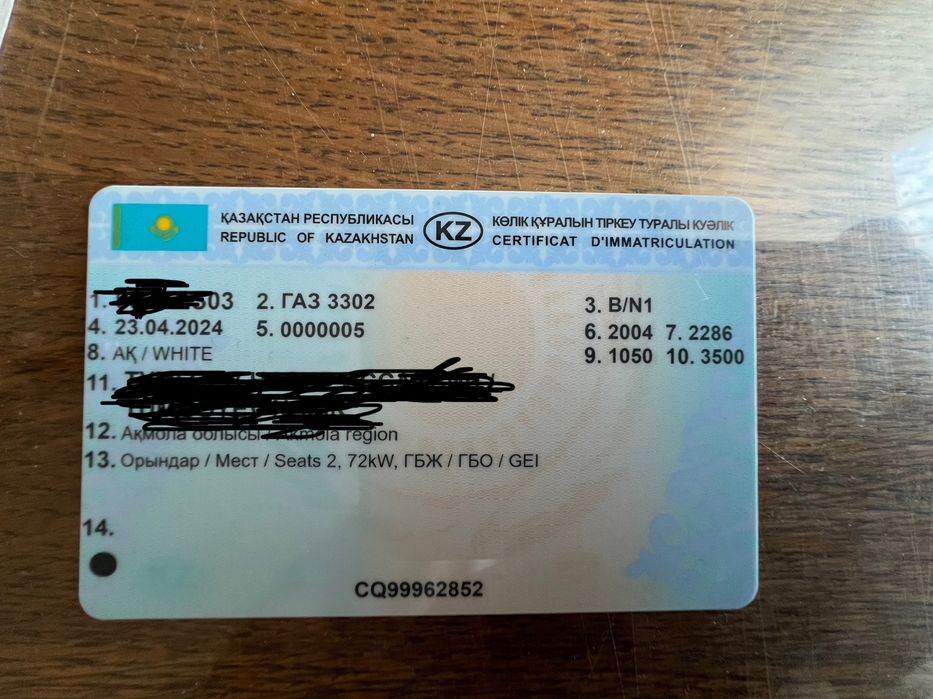 ҚАЗАҚСТАН РЕСПУБЛИКАСЫ
REPUBLIC OF KAZAKHSTAN
KZ
КӨЛІК ҚҰРАЛЫН ТІРКЕУ ТУРАЛЫ КУӘЛІК
CERTIFICAT D'IMMATRICULATION
1. 2. ГАЗ 3302 3. B/N1
4. 23.04.2024 5. 0000005 6. 2004 7. 2286
8. АҚ / WHITE 9. 1050 10. 3500
11.
12. Ақмола облысы / Akmola region
13. Орындар / Мест / Seats 2, 72kW, ГБЖ / ГБО / GEI
14.
CQ99962852